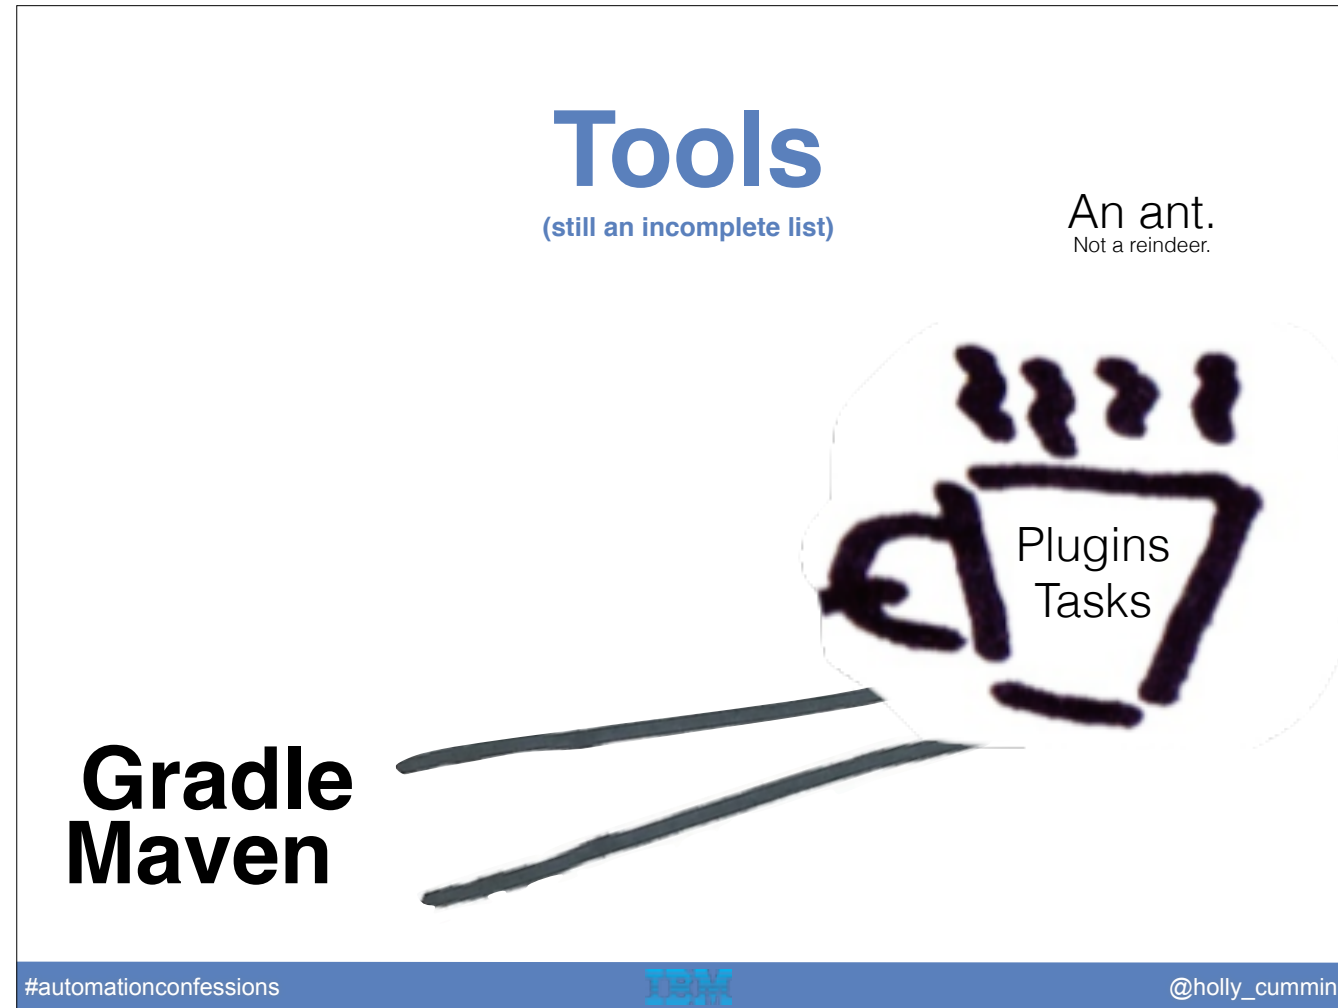 Tools
(still an incomplete list)
An ant.
Not a reindeer.
Plugins
Tasks
Gradle
Maven
#automationconfessions
IBM
@holly_cummin